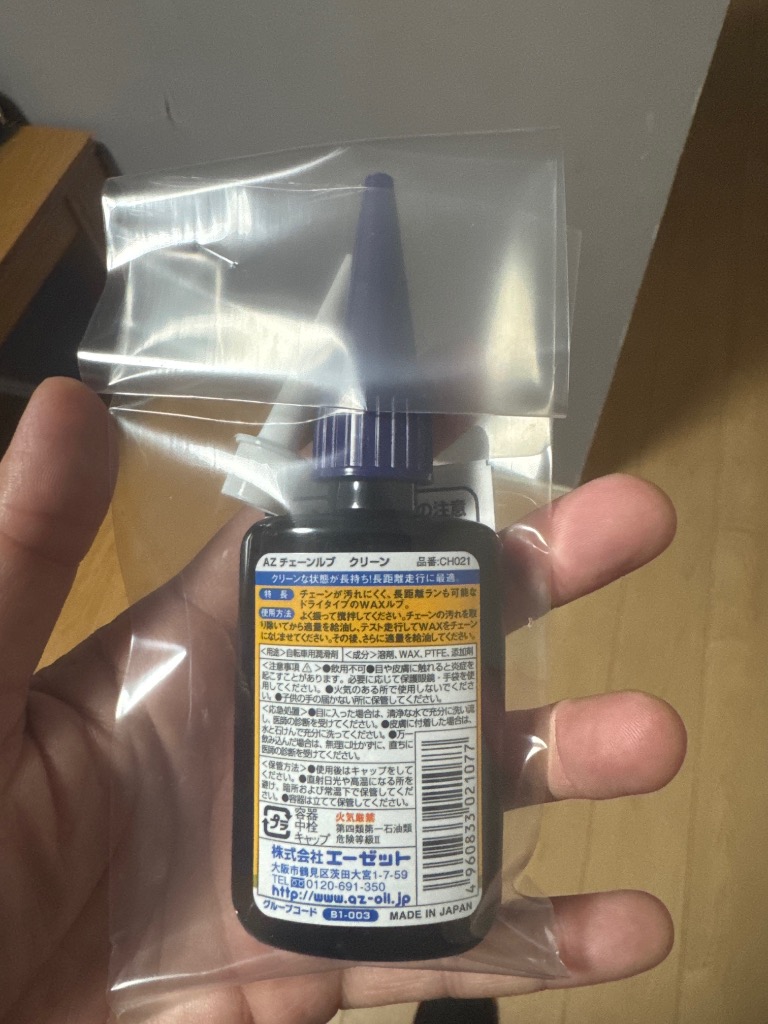 の注意
AZ チェーンルブ クリーン 品番:CH021
クリーンな状態が長持ち!長距離走行に最適。
特長 チェーンが汚れにくく、長距離ランも可能な
ドライタイプのWAXルブ。
使用方法 よく振って撹拌してください。チェーンの汚れを取
り除いてから適量を給油し、テスト走行してWAXをチェーン
になじませてください。その後、さらに適量を給油してください。
<用途>自転車用潤滑剤 <成分>溶剤, WAX, PTFE, 添加剤
<注意事項⚠>●飲用不可●目や皮膚に触れると炎症を
起こすことがあります。必要に応じて保護眼鏡・手袋を使
用してください。●火気のある所で使用しないでくださ
い。●子供の手の届かない所に保管してください。
<応急処置>●目に入った場合は、清浄な水で充分に洗い流
し、医師の診断を受けてください。●皮膚に付着した場合は、
水と石けんで充分に洗ってください。●万一
飲み込んだ場合は、無理に吐かずに、直ちに
医師の診断を受けてください。
<保管方法>●使用後はキャップをして
ください。●直射日光や高温になる所を
避け、暗所および常温下で保管してくだ
さい。●容器は立てて保管してください。
プラ
容器
中栓
キャップ
火気厳禁
第四類第一石油類
危険等級Ⅱ
4960833021077
株式会社エーゼット
大阪市鶴見区茨田大宮1-7-59
TEL 0120-691-350
http://www.az-oil.jp
グループコード B1-003 MADE IN JAPAN